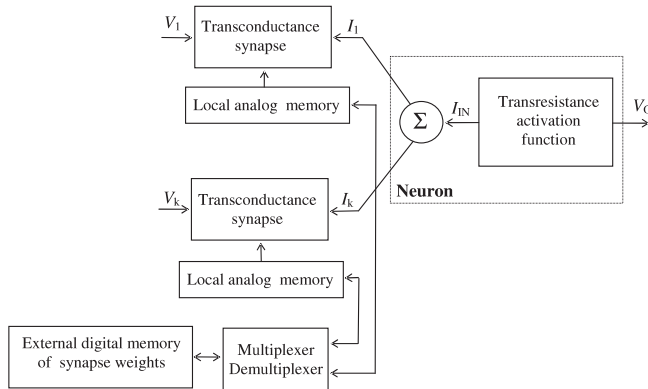 V1
Transconductance
synapse
I1
Local analog memory
Σ
IIN
Transresistance
activation
function
VO
Neuron
Vk
Transconductance
synapse
Ik
Local analog memory
External digital memory
of synapse weights
Multiplexer
Demultiplexer